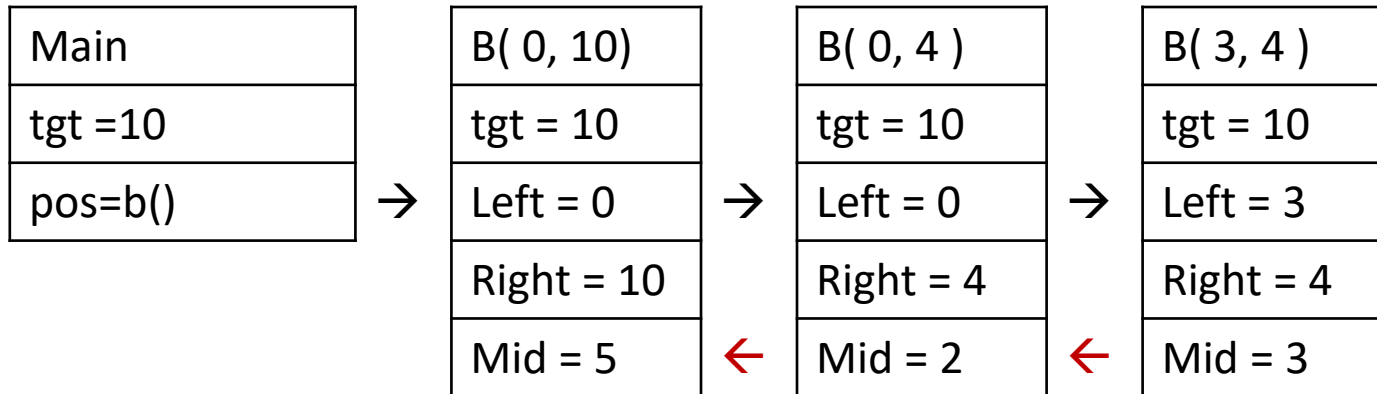 Main
tgt =10
pos=b()
→
B( 0, 10)
tgt = 10
Left = 0
Right = 10
Mid = 5
→
←
B( 0, 4 )
tgt = 10
Left = 0
Right = 4
Mid = 2
→
←
B( 3, 4 )
tgt = 10
Left = 3
Right = 4
Mid = 3